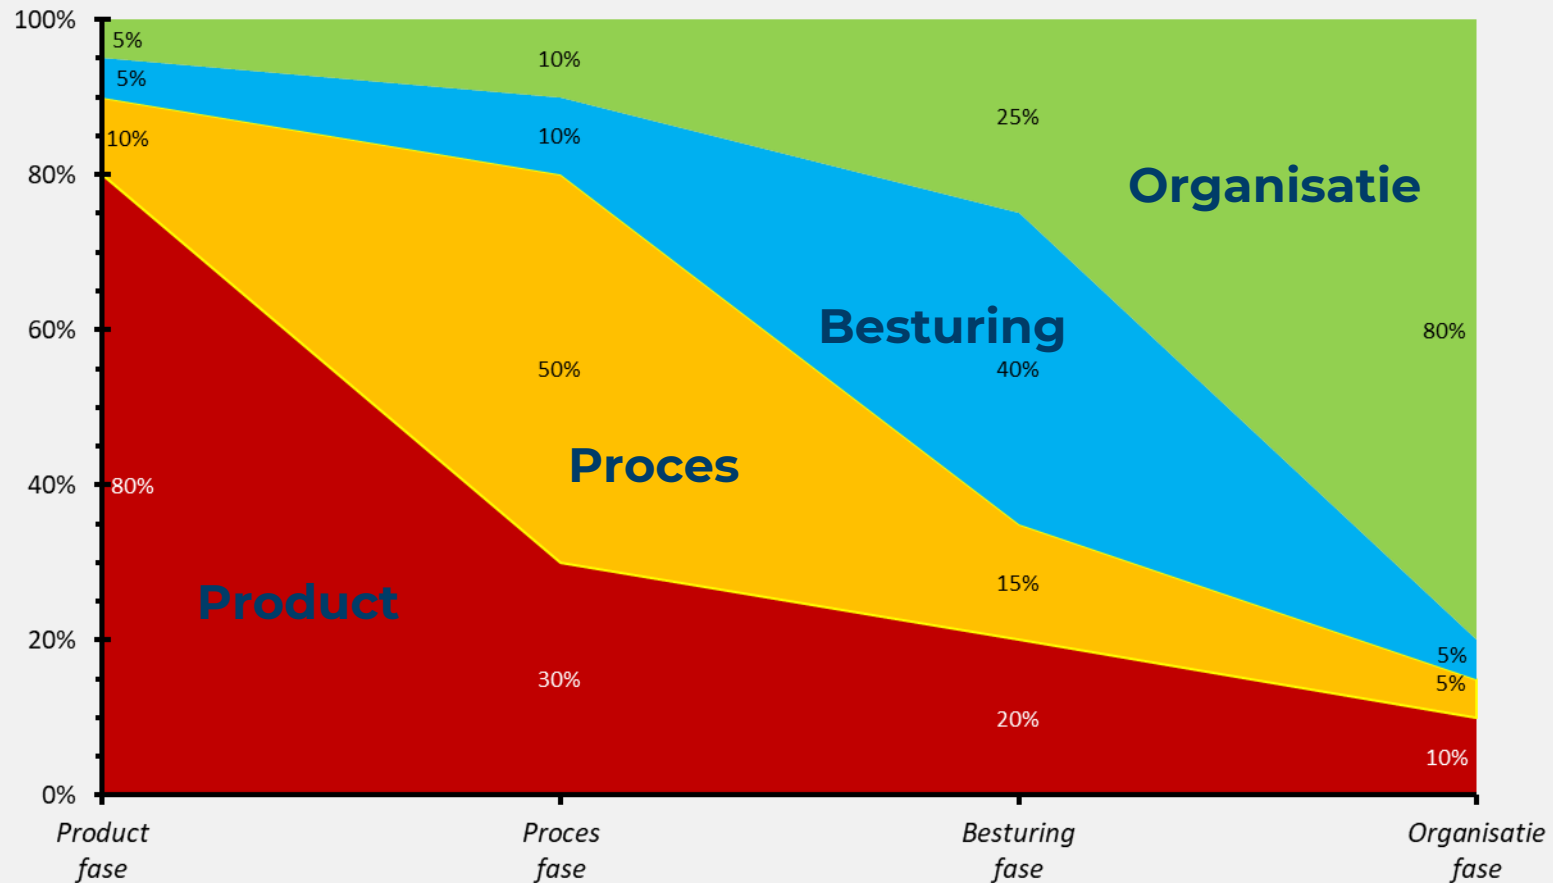 100%
5%
10%
5%
25%
10%
10%
80%
Organisatie
60%
Besturing
80%
50%
40%
Proces
40%
80%
15%
Product
20%
5%
30%
5%
20%
10%
0%
Product
fase
Proces
fase
Besturing
fase
Organisatie
fase